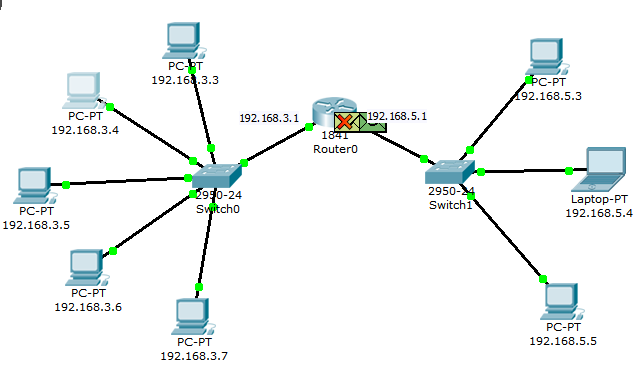 PC-PT
192.168.3.3
PC-PT
192.168.3.4
PC-PT
192.168.3.5
PC-PT
192.168.3.6
PC-PT
192.168.3.7
2950-24
Switch0
192.168.3.1
192.168.5.1
1841
Router0
2950-24
Switch1
PC-PT
192.168.5.3
Laptop-PT
192.168.5.4
PC-PT
192.168.5.5